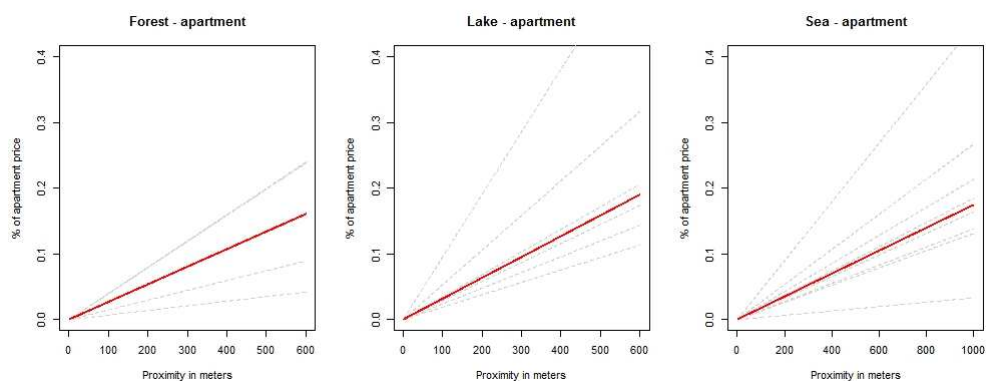 Forest - apartment
% of apartment price
0.4
0.3
0.2
0.1
0.0
0 100 200 300 400 500 600
Proximity in meters
Lake - apartment
% of apartment price
0.4
0.3
0.2
0.1
0.0
0 100 200 300 400 500 600
Proximity in meters
Sea - apartment
% of apartment price
0.4
0.3
0.2
0.1
0.0
0 200 400 600 800 1000
Proximity in meters